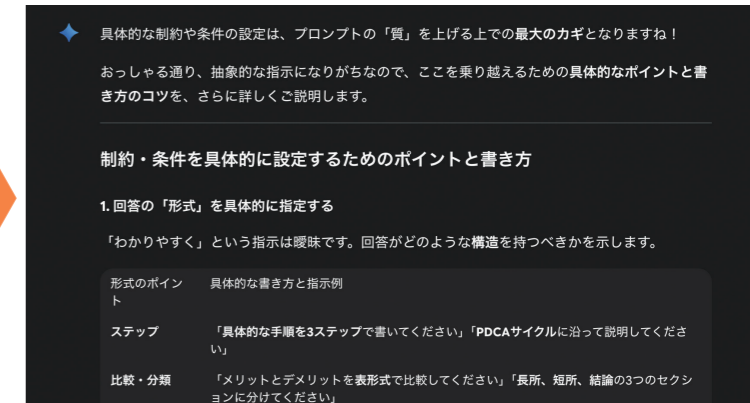 具体的な制約や条件の設定は、プロンプトの「質」を上げる上での最大のカギとなりますね！
おっしゃる通り、抽象的な指示になりがちなので、ここを乗り越えるための具体的なポイントと書
き方のコツを、さらに詳しくご説明します。
制約・条件を具体的に設定するためのポイントと書き方
1. 回答の「形式」を具体的に指定する
「わかりやすく」という指示は曖昧です。回答がどのような構造を持つべきかを示します。
形式のポイン
ト
具体的な書き方と指示例
ステップ
「具体的な手順を3ステップで書いてください」「PDCAサイクルに沿って説明してくださ
い」
比較・分類
「メリットとデメリットを表形式で比較してください」「長所、短所、結論の3つのセクシ
ョンに分けてください」